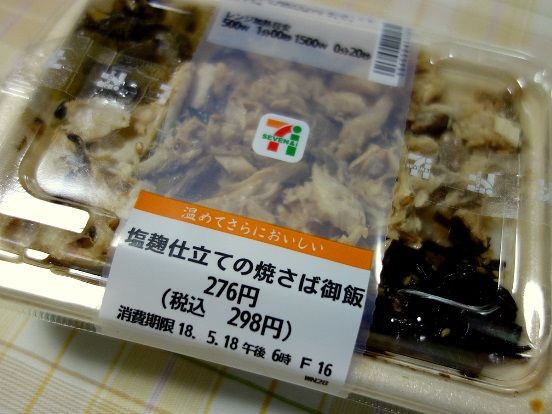 レンジ加熱目安
500W 1分00秒 1500W 0分20秒
7
SEVEN&i
温めてさらにおいしい
塩麹仕立ての焼さば御飯
276円
(税込 298円)
消費期限 18. 5.18 午後 6時 F 16